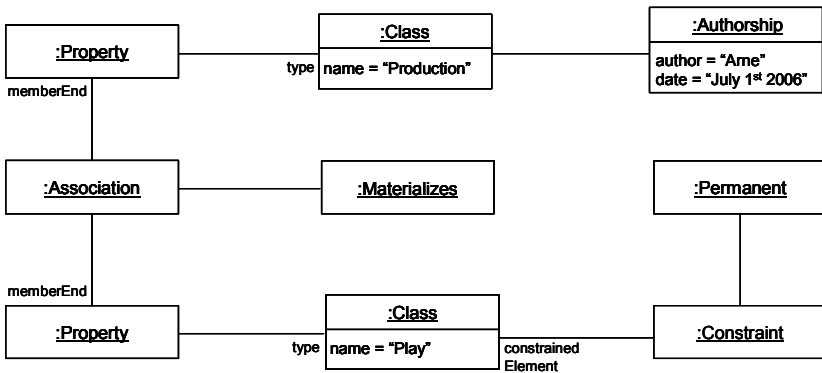 :Property
:Class
:Authorship
type
name = “Production”
author = “Arne”
date = “July 1st 2006”
memberEnd
:Association
:Materializes
:Permanent
memberEnd
:Property
:Class
:Constraint
type
name = “Play”
constrained
Element